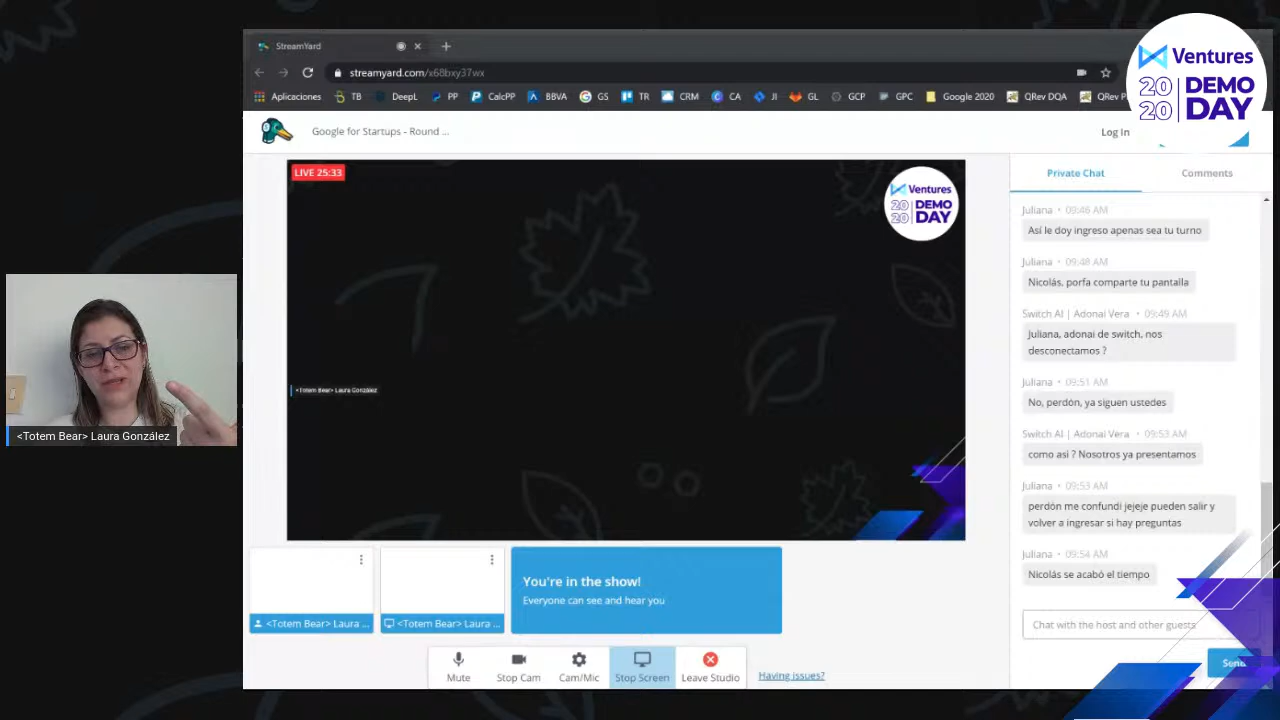 StreamYard
streamyard.com/x68bxy37wx
Aplicaciones TB DeepL PP CalcPP BBVA GS TR CRM CA JI GL GCP GPC Google 2020 QRev DQA QRev
Ventures
20
20
DEMO
DAY
Google for Startups - Round ...
Log In
LIVE 25:33
Ventures
20
20
DEMO
DAY
<Totem Bear> Laura González
<Totem Bear> Laura González
<Totem Bear> Laura ...
<Totem Bear> Laura ...
You're in the show!
Everyone can see and hear you
Mute
Stop Cam
Cam/Mic
Stop Screen
Leave Studio
Having issues?
Private Chat
Comments
Juliana • 09:46 AM
Así le doy ingreso apenas sea tu turno
Juliana • 09:48 AM
Nicolás, porfa comparte tu pantalla
Switch AI | Adonai Vera • 09:49 AM
Juliana, adonai de switch, nos
desconectamos ?
Juliana • 09:51 AM
No, perdón, ya siguen ustedes
Switch AI | Adonai Vera • 09:53 AM
como asi ? Nosotros ya presentamos
Juliana • 09:53 AM
perdón me confundí jejeje pueden salir y
volver a ingresar si hay preguntas
Juliana • 09:54 AM
Nicolás se acabó el tiempo
Chat with the host and other guests
Send